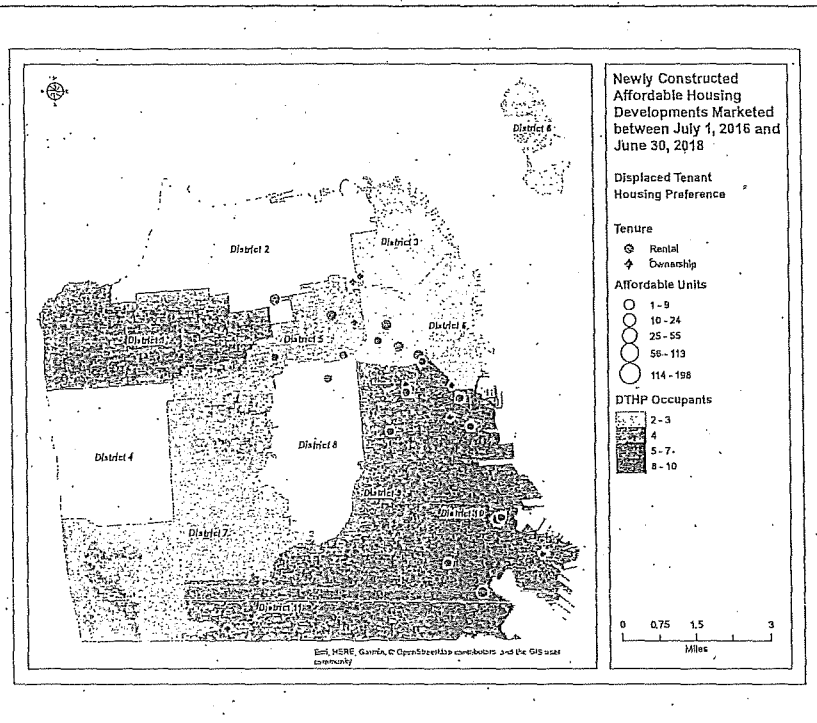 Newly Constructed
Affordable Housing
Developments Marketed
between July 1, 2016 and
June 30, 2018
Displaced Tenant
Housing Preference
Tenure
Rental
Ownership
Affordable Units
1 - 9
10 - 24
25 - 55
56 - 113
114 - 198
DTHP Occupants
2 - 3
4
5 - 7
8 - 10
0 0.75 1.5 3
Miles
District 6
District 2
District 3
District 1
District 5
District 6
District 4
District 8
District 9
District 10
District 7
District 11
Esri, HERE, Garmin, © OpenStreetMap contributors and the GIS user
community